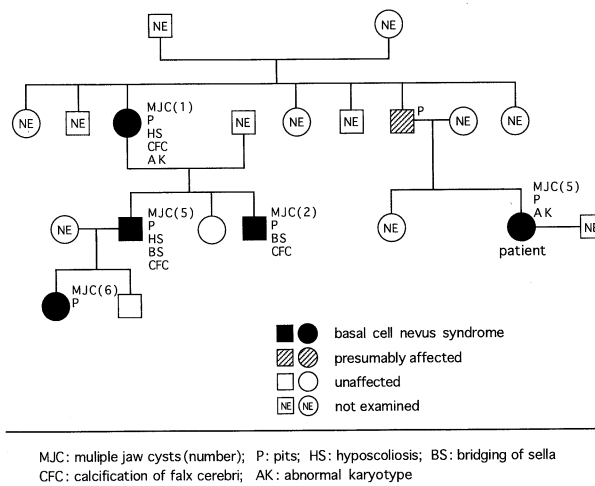 NE NE
NE NE MJC(1) NE NE NE P NE NE
P
HS
CFC
AK
NE MJC(5) MJC(2) NE MJC(5)
P P P
HS BS AK
BS CFC NE
CFC patient
MJC(6)
P
basal cell nevus syndrome
presumably affected
unaffected
NE NE not examined
MJC: muliple jaw cysts (number); P: pits; HS: hyposcoliosis; BS: bridging of sella
CFC: calcification of falx cerebri; AK: abnormal karyotype